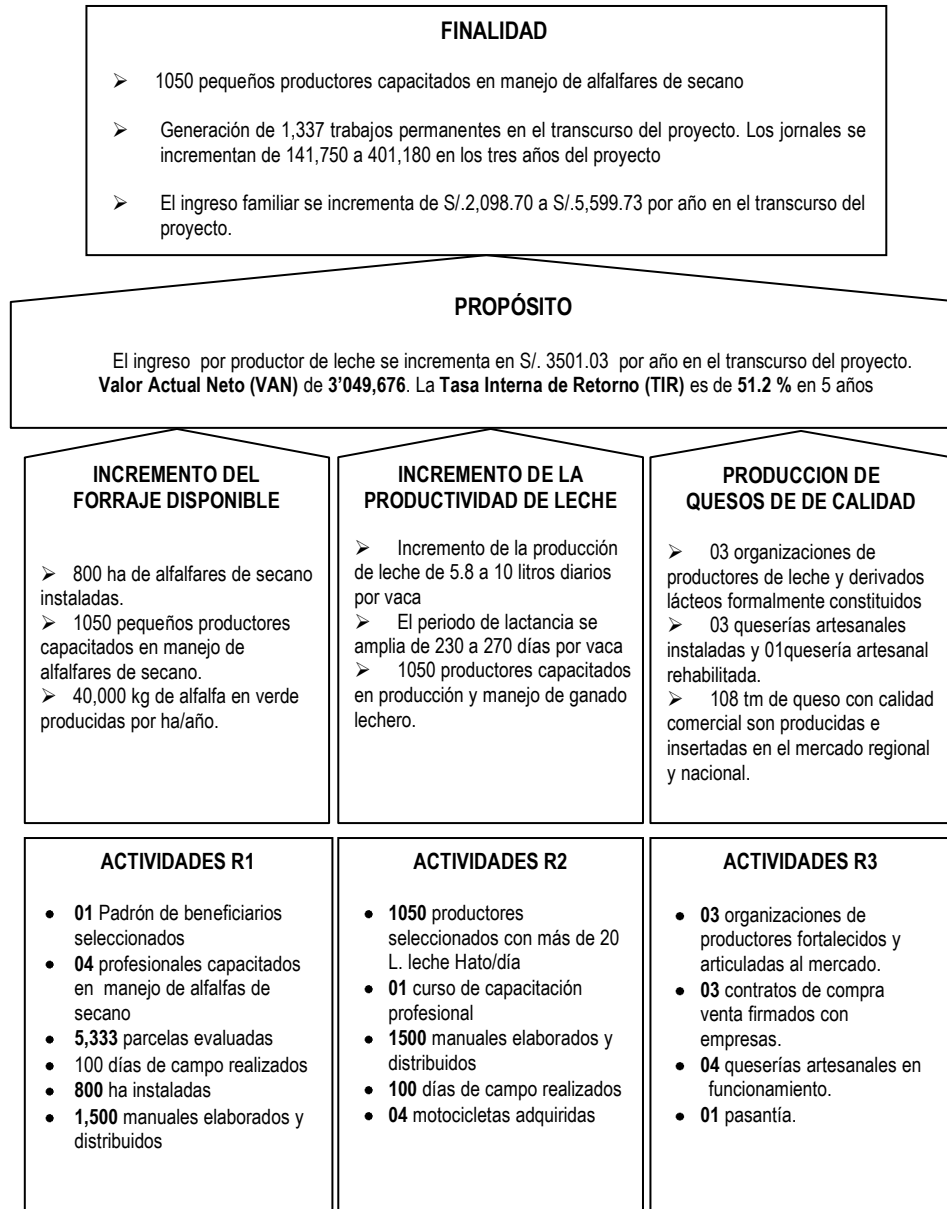 FINALIDAD
➢ 1050 pequeños productores capacitados en manejo de alfalfares de secano
➢ Generación de 1,337 trabajos permanentes en el transcurso del proyecto. Los jornales se
incrementan de 141,750 a 401,180 en los tres años del proyecto
➢ El ingreso familiar se incrementa de S/.2,098.70 a S/.5,599.73 por año en el transcurso del
proyecto.
PROPÓSITO
El ingreso por productor de leche se incrementa en S/. 3501.03 por año en el transcurso del proyecto.
Valor Actual Neto (VAN) de 3’049,676. La Tasa Interna de Retorno (TIR) es de 51.2 % en 5 años
INCREMENTO DEL
FORRAJE DISPONIBLE
➢ 800 ha de alfalfares de secano
instaladas.
➢ 1050 pequeños productores
capacitados en manejo de
alfalfares de secano.
➢ 40,000 kg de alfalfa en verde
producidas por ha/año.
INCREMENTO DE LA
PRODUCTIVIDAD DE LECHE
➢ Incremento de la producción
de leche de 5.8 a 10 litros diarios
por vaca
➢ El periodo de lactancia se
amplia de 230 a 270 días por vaca
➢ 1050 productores capacitados
en producción y manejo de ganado
lechero.
PRODUCCION DE
QUESOS DE DE CALIDAD
➢ 03 organizaciones de
productores de leche y derivados
lácteos formalmente constituidos
➢ 03 queserías artesanales
instaladas y 01quesería artesanal
rehabilitada.
➢ 108 tm de queso con calidad
comercial son producidas e
insertadas en el mercado regional
y nacional.
ACTIVIDADES R1
• 01 Padrón de beneficiarios
seleccionados
• 04 profesionales capacitados
en manejo de alfalfas de
secano
• 5,333 parcelas evaluadas
• 100 días de campo realizados
• 800 ha instaladas
• 1,500 manuales elaborados y
distribuidos
ACTIVIDADES R2
• 1050 productores
seleccionados con más de 20
L. leche Hato/día
• 01 curso de capacitación
profesional
• 1500 manuales elaborados y
distribuidos
• 100 días de campo realizados
• 04 motocicletas adquiridas
ACTIVIDADES R3
• 03 organizaciones de
productores fortalecidos y
articuladas al mercado.
• 03 contratos de compra
venta firmados con
empresas.
• 04 queserías artesanales en
funcionamiento.
• 01 pasantía.